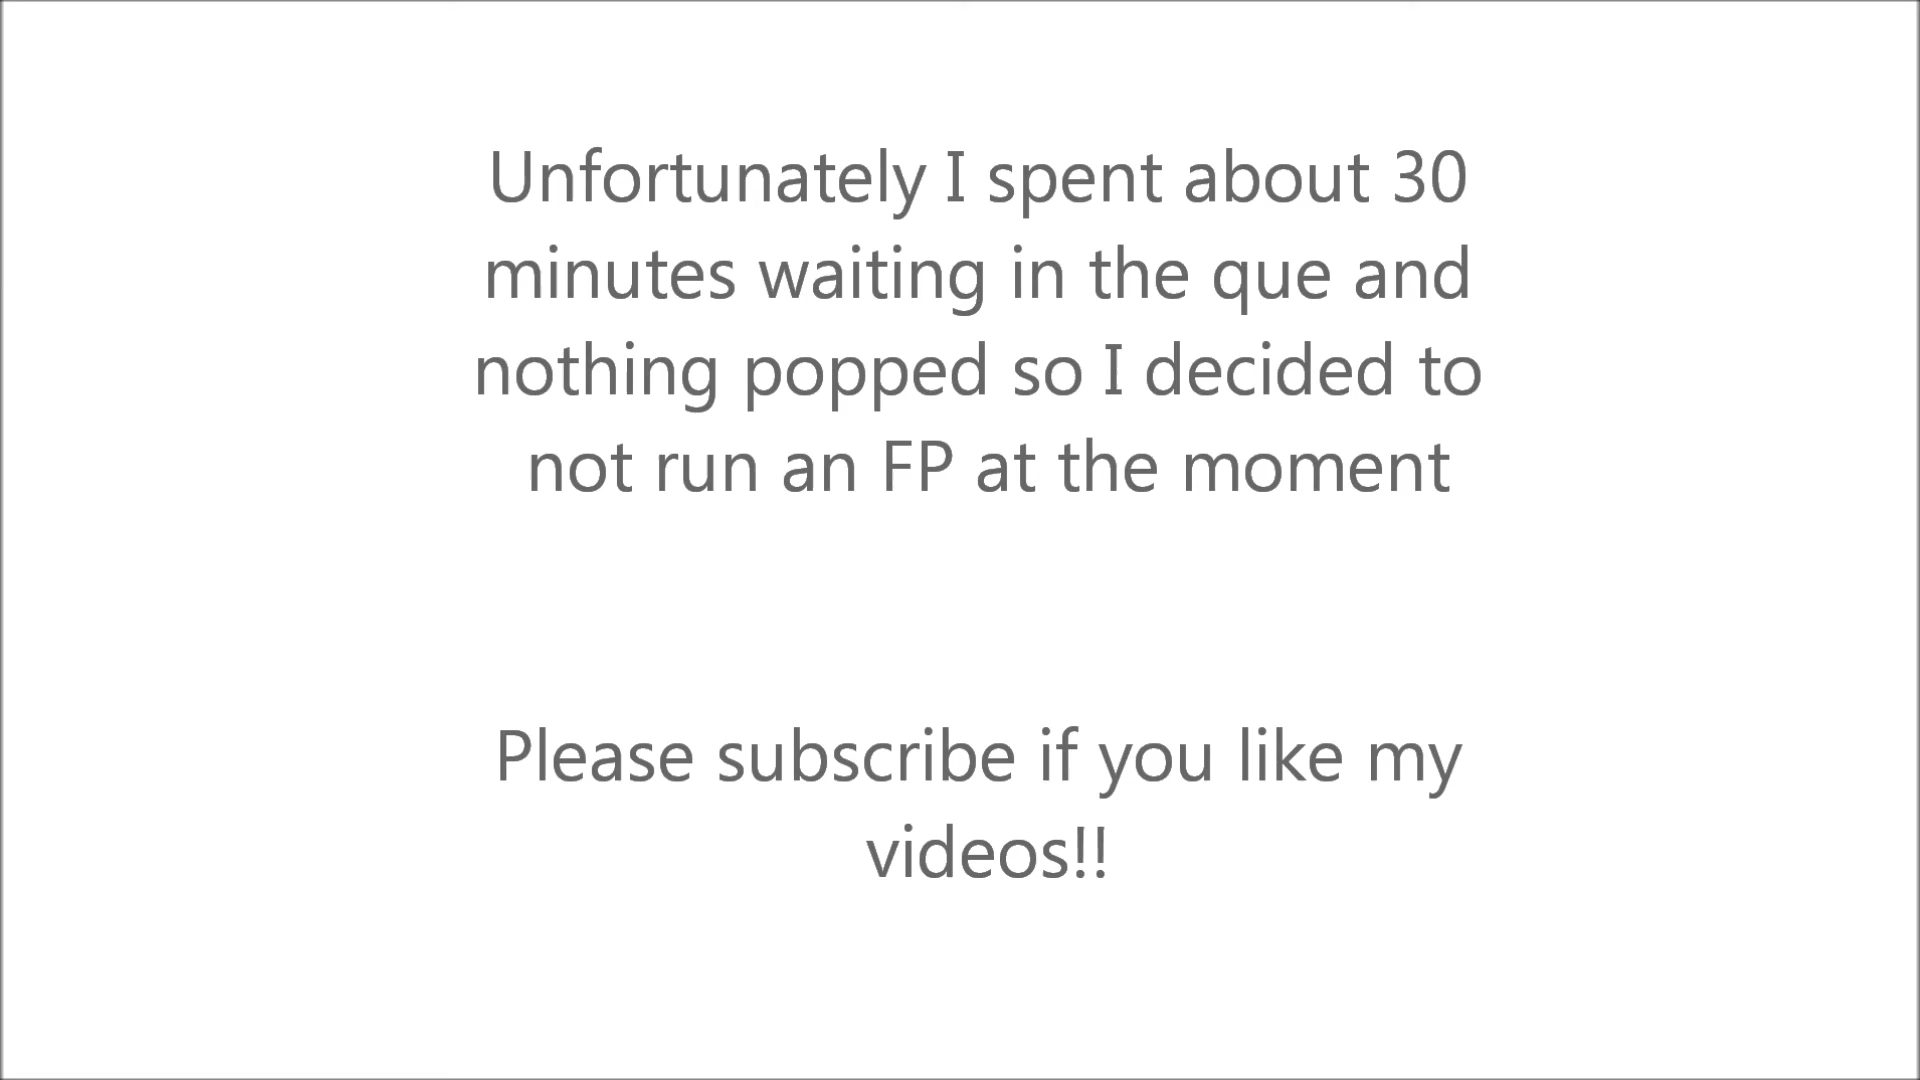 Unfortunately I spent about 30
minutes waiting in the que and
nothing popped so I decided to
not run an FP at the moment
Please subscribe if you like my
videos!!